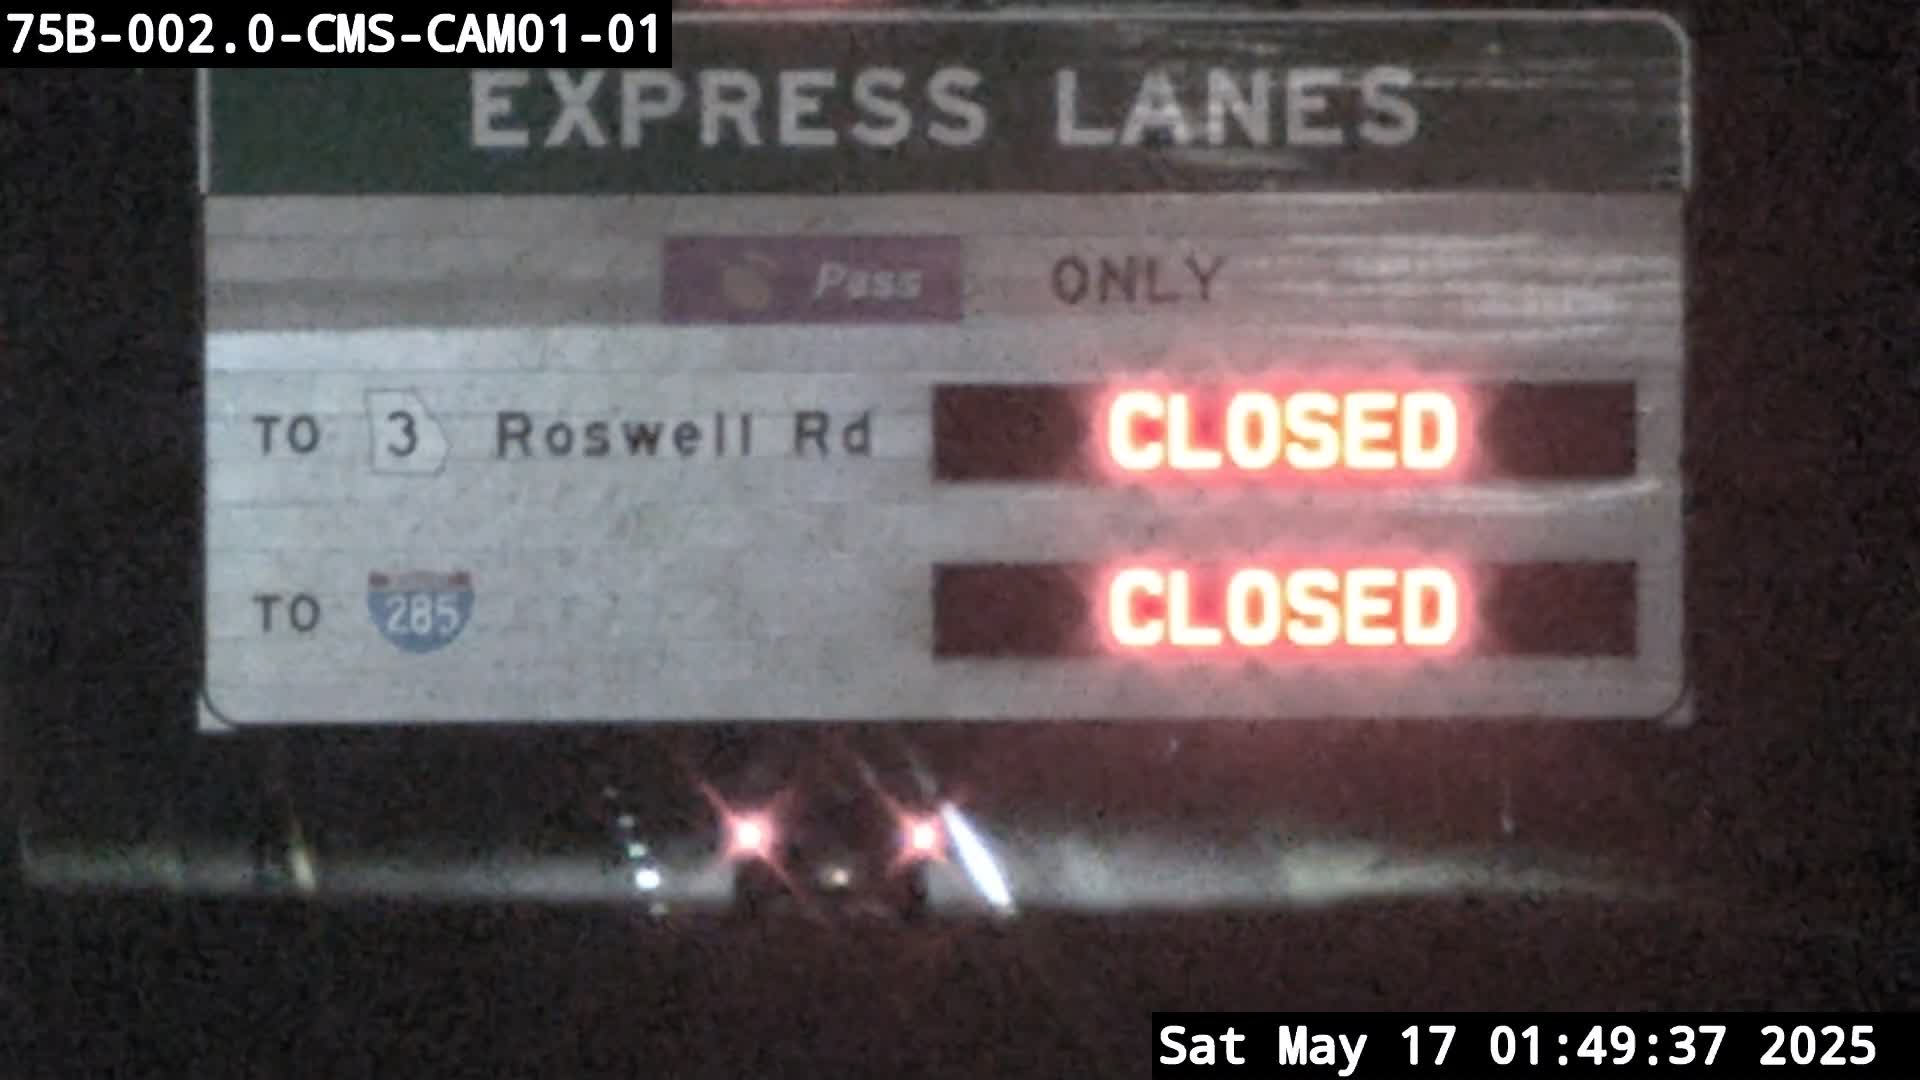 75B-002.0-CMS-CAM01-01
EXPRESS LANES
Pass ONLY
TO 3 Roswell Rd CLOSED
TO 285 CLOSED
Sat May 17 01:49:37 2025